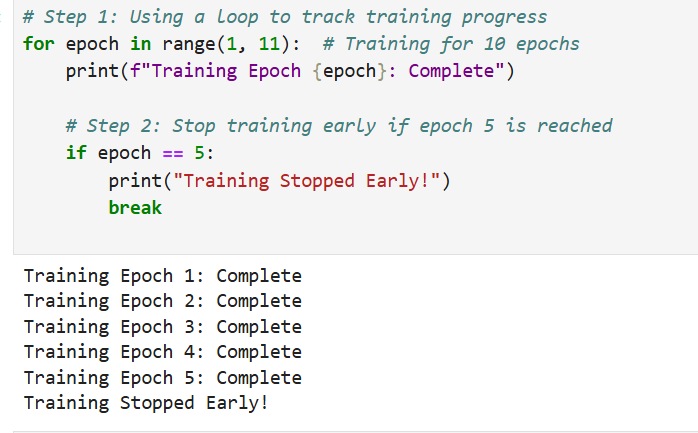 # Step 1: Using a loop to track training progress
for epoch in range(1, 11):  # Training for 10 epochs
    print(f"Training Epoch {epoch}: Complete")

    # Step 2: Stop training early if epoch 5 is reached
    if epoch == 5:
        print("Training Stopped Early!")
        break

Training Epoch 1: Complete
Training Epoch 2: Complete
Training Epoch 3: Complete
Training Epoch 4: Complete
Training Epoch 5: Complete
Training Stopped Early!